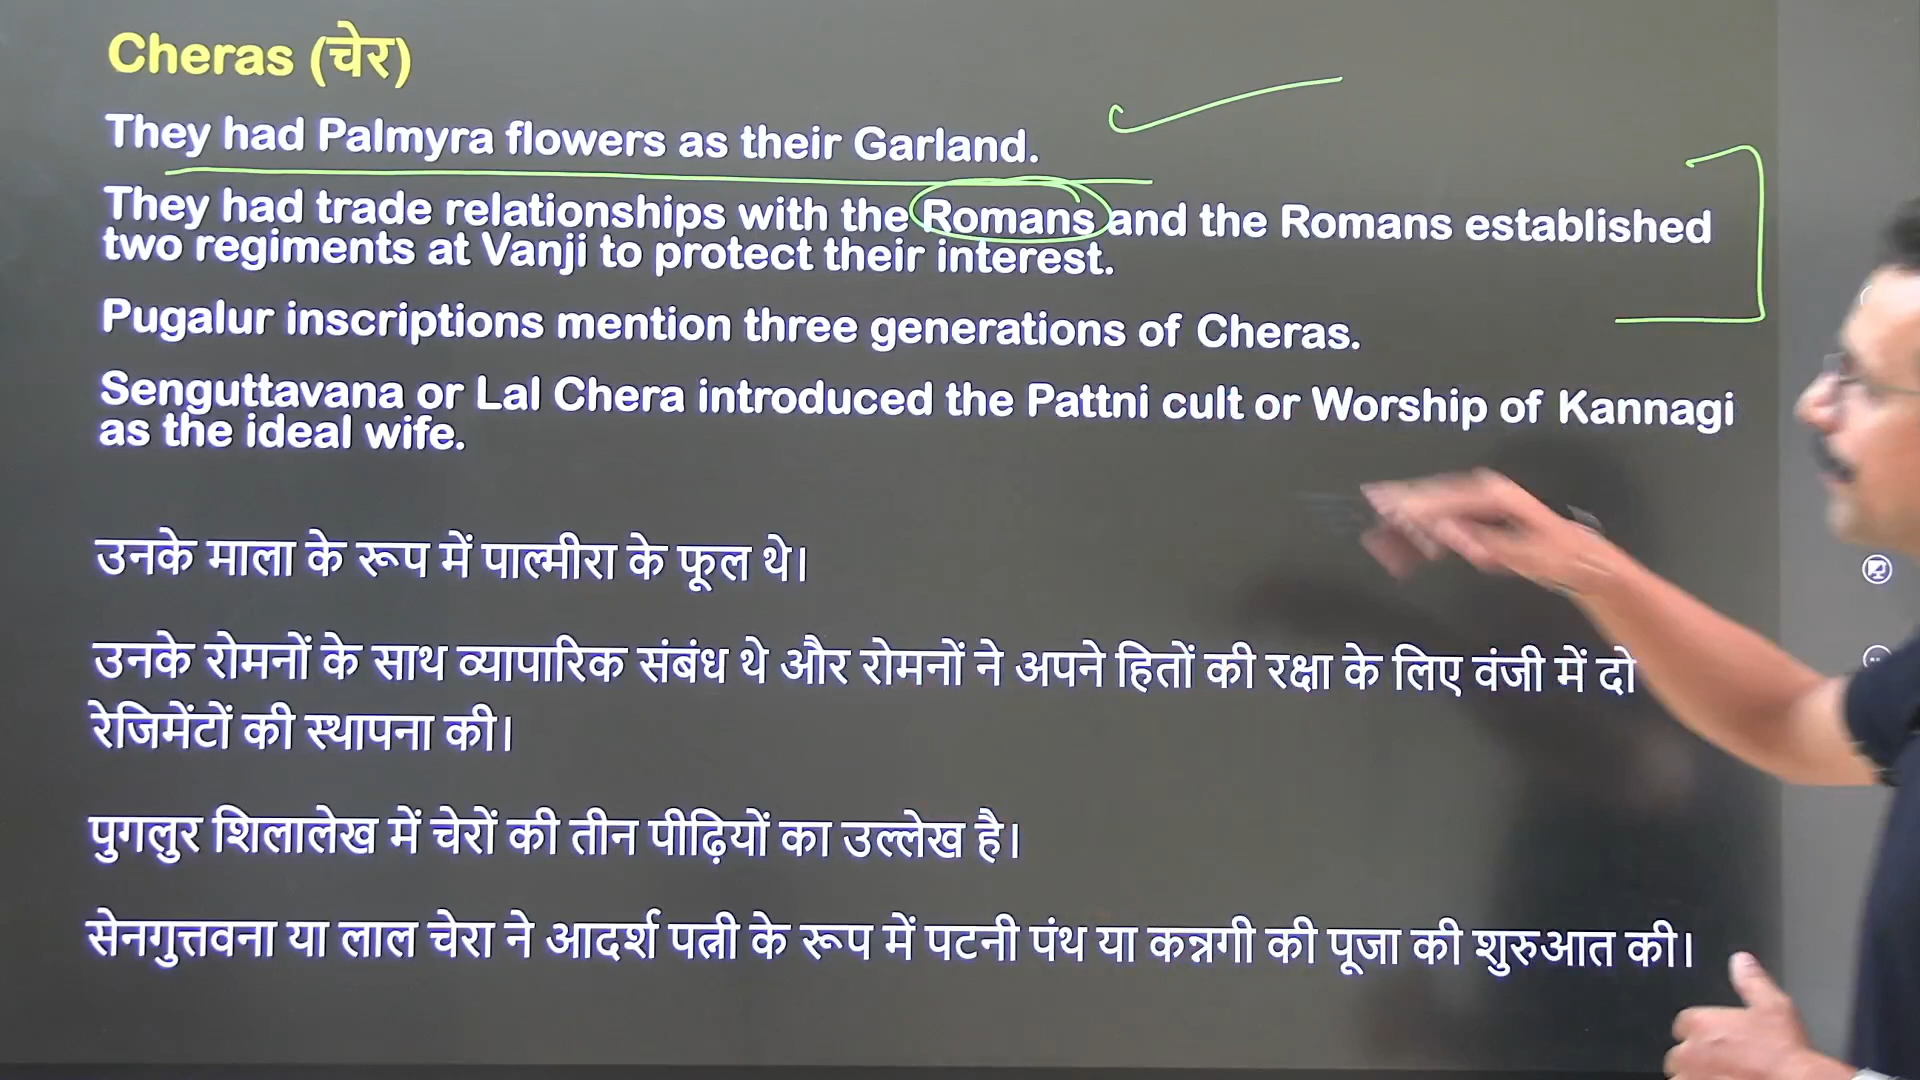 Cheras (चेर)
They had Palmyra flowers as their Garland.
They had trade relationships with the Romans and the Romans established
two regiments at Vanji to protect their interest.
Pugalur inscriptions mention three generations of Cheras.
Senguttavana or Lal Chera introduced the Pattni cult or Worship of Kannagi
as the ideal wife.
उनके माला के रूप में पाल्मीरा के फूल थे।
उनके रोमनों के साथ व्यापारिक संबंध थे और रोमनों ने अपने हितों की रक्षा के लिए वंजी में दो
रेजिमेंटों की स्थापना की।
पुगलुर शिलालेख में चेरों की तीन पीढ़ियों का उल्लेख है।
सेनगुत्तवना या लाल चेरा ने आदर्श पत्नी के रूप में पटनी पंथ या कन्नगी की पूजा की शुरुआत की।